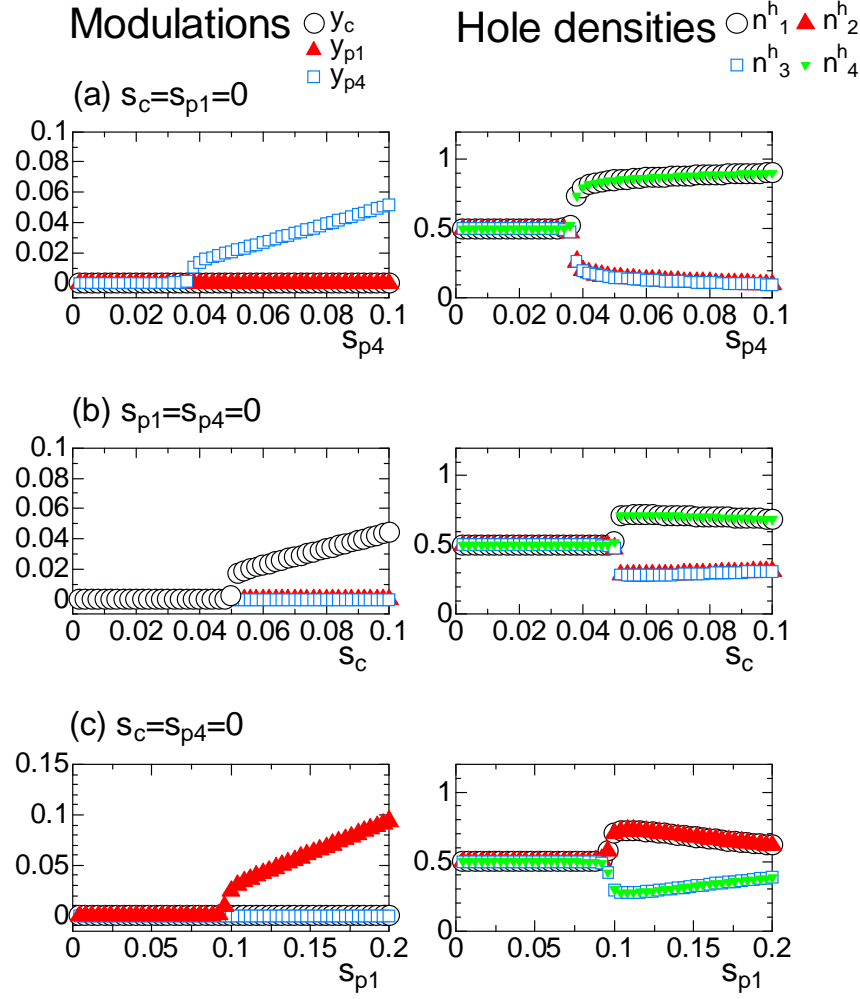 Modulations
y_c
y_p1
y_p4
Hole densities
n^h_1 n^h_2
n^h_3 n^h_4
(a) s_c=s_p1=0
0.1
0.08
0.06
0.04
0.02
0
0 0.02 0.04 0.06 0.08 0.1
s_p4
1
0.5
0
0 0.02 0.04 0.06 0.08 0.1
s_p4
(b) s_p1=s_p4=0
0.1
0.08
0.06
0.04
0.02
0
0 0.02 0.04 0.06 0.08 0.1
s_c
1
0.5
0
0 0.02 0.04 0.06 0.08 0.1
s_c
(c) s_c=s_p4=0
0.15
0.1
0.05
0
0 0.05 0.1 0.15 0.2
s_p1
1
0.5
0
0 0.05 0.1 0.15 0.2
s_p1